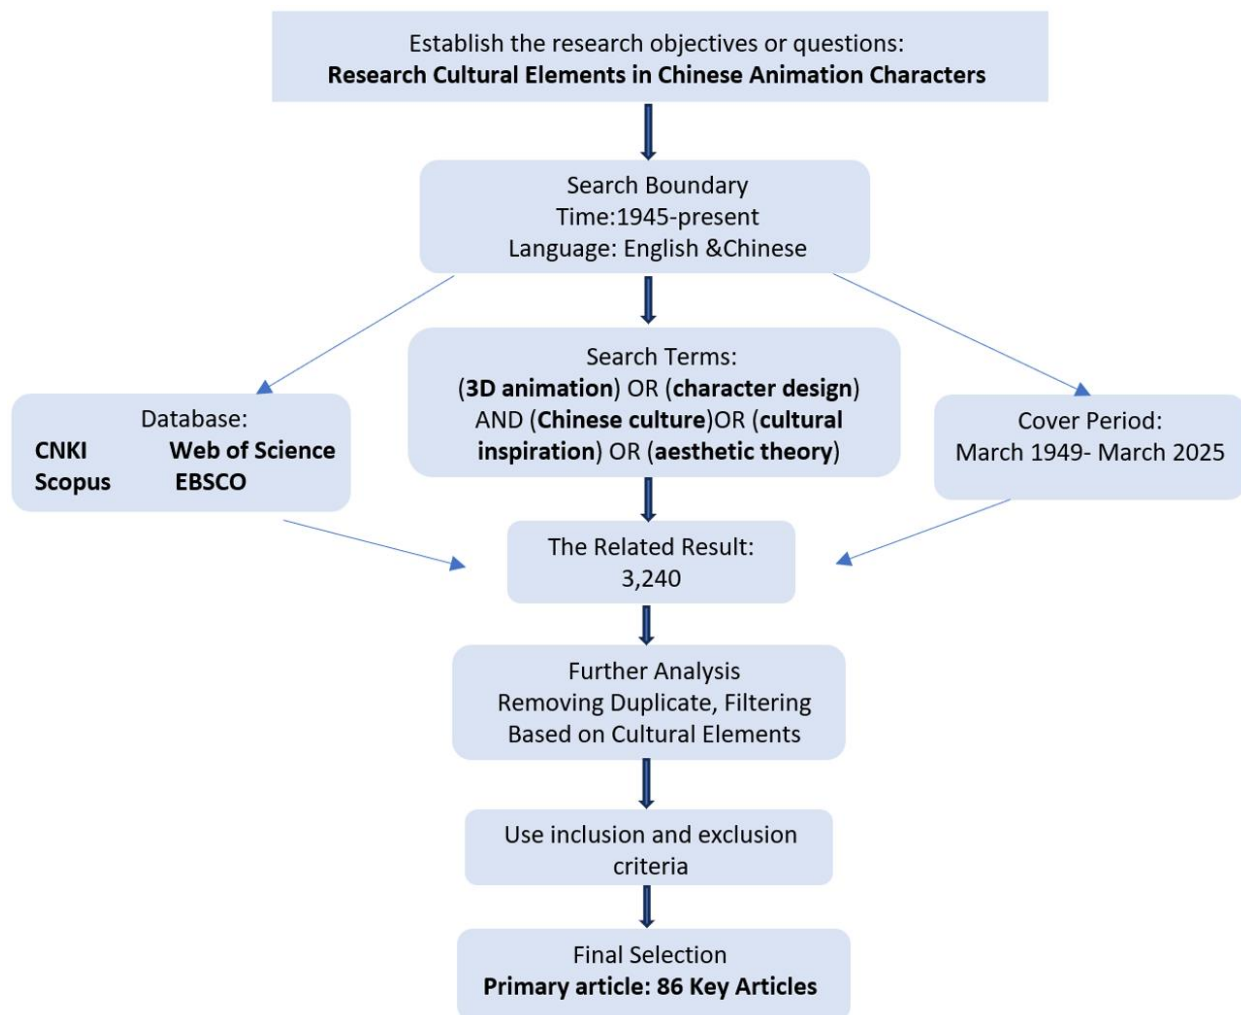 Establish the research objectives or questions:
Research Cultural Elements in Chinese Animation Characters
Search Boundary
Time:1945-present
Language: English &Chinese
Search Terms:
(3D animation) OR (character design)
AND (Chinese culture)OR (cultural
inspiration) OR (aesthetic theory)
Database:
CNKI Web of Science
Scopus EBSCO
Cover Period:
March 1949- March 2025
The Related Result:
3,240
Further Analysis
Removing Duplicate, Filtering
Based on Cultural Elements
Use inclusion and exclusion
criteria
Final Selection
Primary article: 86 Key Articles